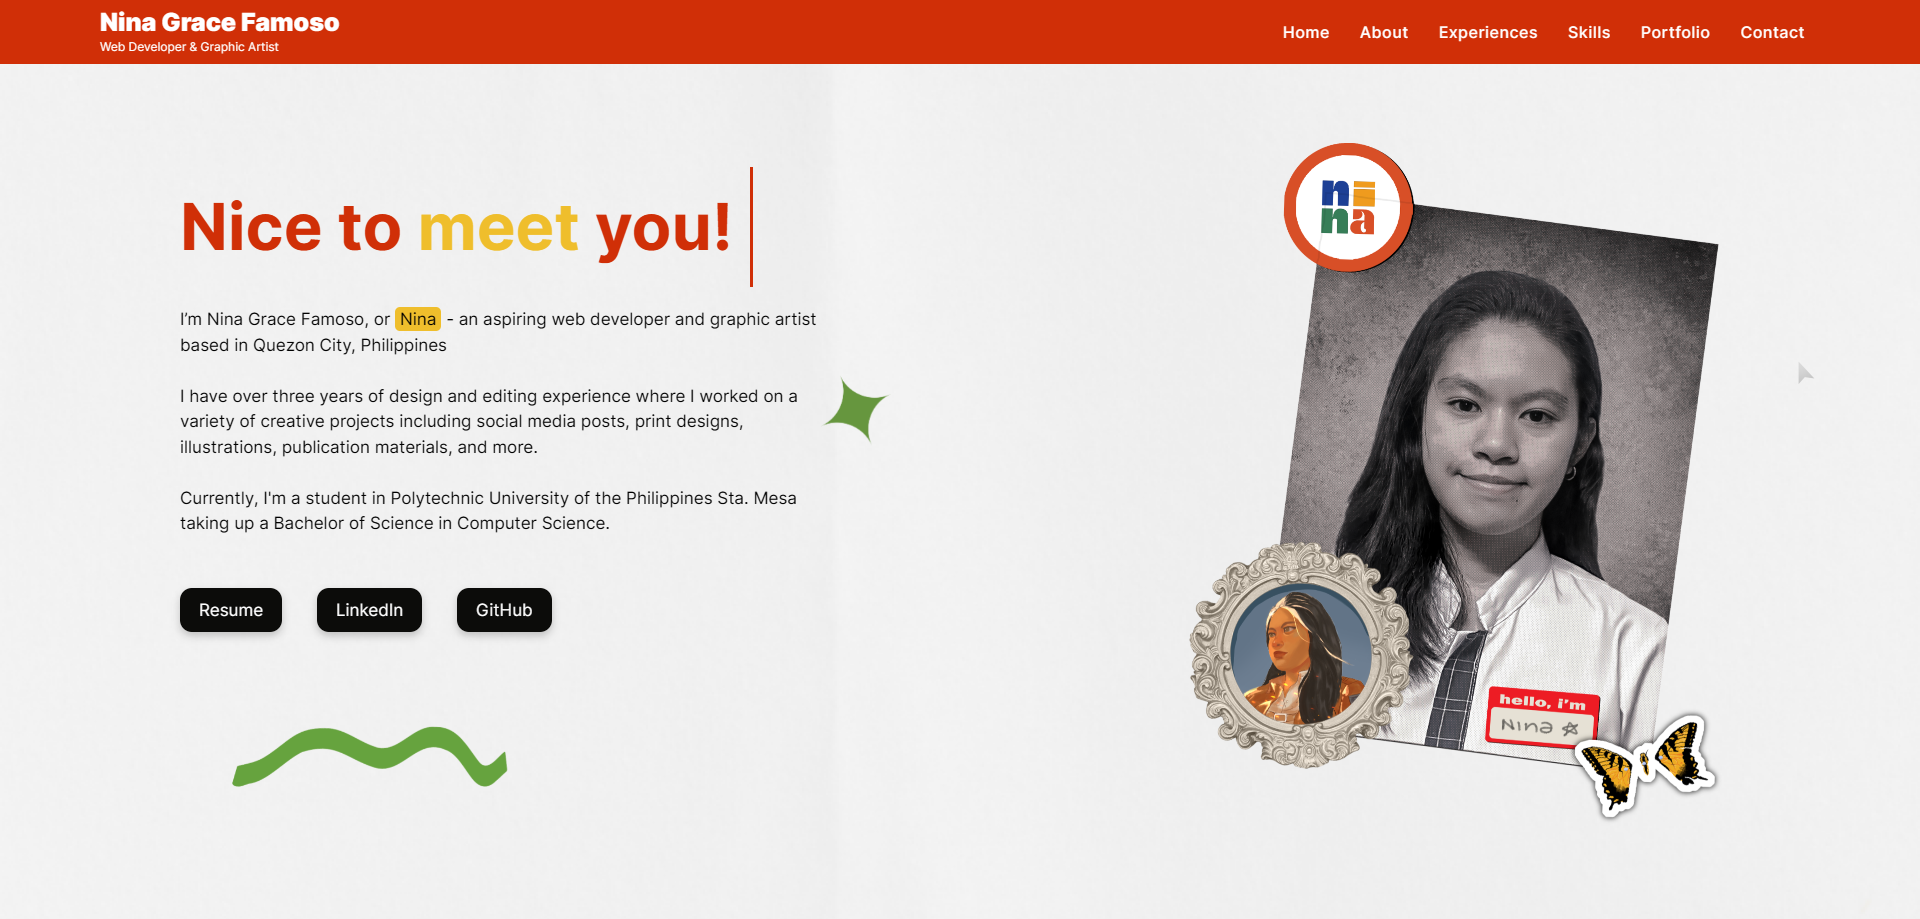 Nina Grace Famoso
Web Developer & Graphic Artist
Home About Experiences Skills Portfolio Contact
Nice to meet you!
I’m Nina Grace Famoso, or Nina - an aspiring web developer and graphic artist
based in Quezon City, Philippines
I have over three years of design and editing experience where I worked on a
variety of creative projects including social media posts, print designs,
illustrations, publication materials, and more.
Currently, I'm a student in Polytechnic University of the Philippines Sta. Mesa
taking up a Bachelor of Science in Computer Science.
Resume LinkedIn GitHub
ni
na
hello, i'm
Nina